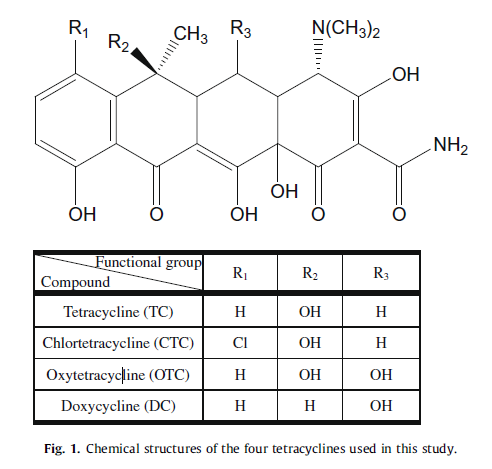 R1 R2 CH3 R3 N(CH3)2
OH
NH2
OH
OH O OH O O
Functional group
Compound R1 R2 R3
Tetracycline (TC) H OH H
Chlortetracycline (CTC) Cl OH H
Oxytetracycline (OTC) H OH OH
Doxycycline (DC) H H OH
Fig. 1. Chemical structures of the four tetracyclines used in this study.